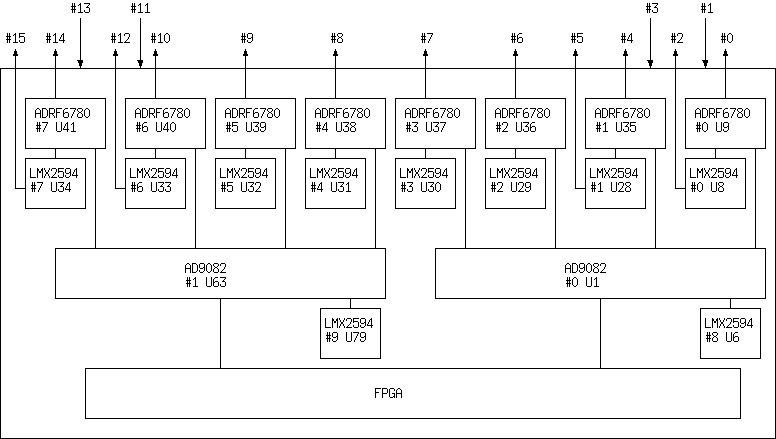 #13 #11 #3 #1
#15 #14 #12 #10 #9 #8 #7 #6 #5 #4 #2 #0
ADRF6780 ADRF6780 ADRF6780 ADRF6780 ADRF6780 ADRF6780 ADRF6780 ADRF6780
#7 U41 #6 U40 #5 U39 #4 U38 #3 U37 #2 U36 #1 U35 #0 U9
LMX2594 LMX2594 LMX2594 LMX2594 LMX2594 LMX2594 LMX2594 LMX2594
#7 U34 #6 U33 #5 U32 #4 U31 #3 U30 #2 U29 #1 U28 #0 U8
AD9082 AD9082
#1 U63 #0 U1
LMX2594 LMX2594
#9 U79 #8 U6
FPGA